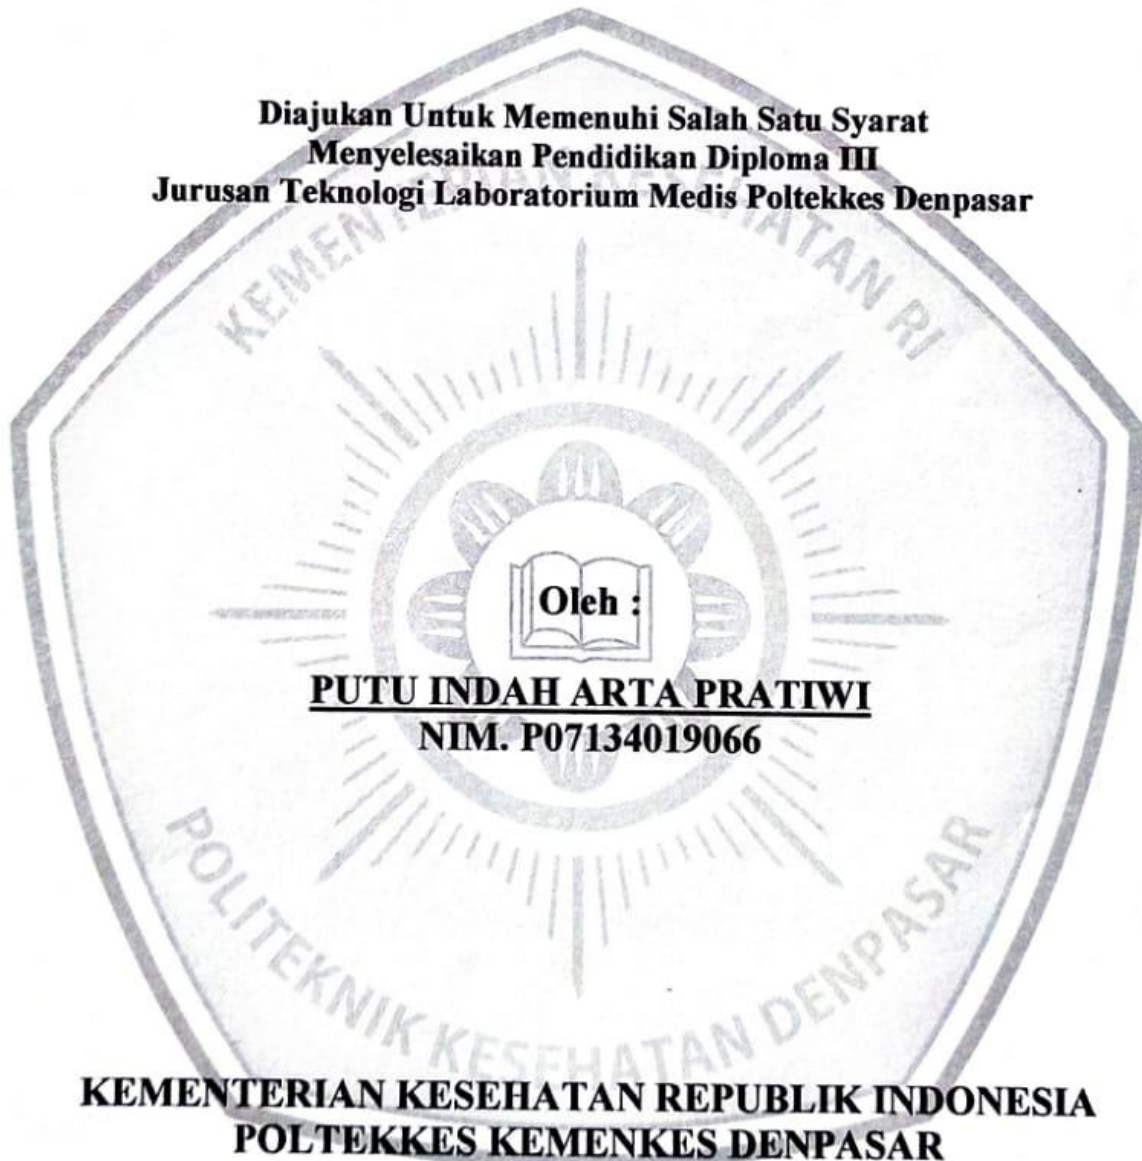 Diajukan Untuk Memenuhi Salah Satu Syarat
Menyelesaikan Pendidikan Diploma III
Jurusan Teknologi Laboratorium Medis Poltekkes Denpasar
KEMENTERIAN KESEHATAN RI
Oleh :
PUTU INDAH ARTA PRATIWI
NIM. P07134019066
POLITEKNIK KESEHATAN DENPASAR
KEMENTERIAN KESEHATAN REPUBLIK INDONESIA
POLTEKKES KEMENKES DENPASAR